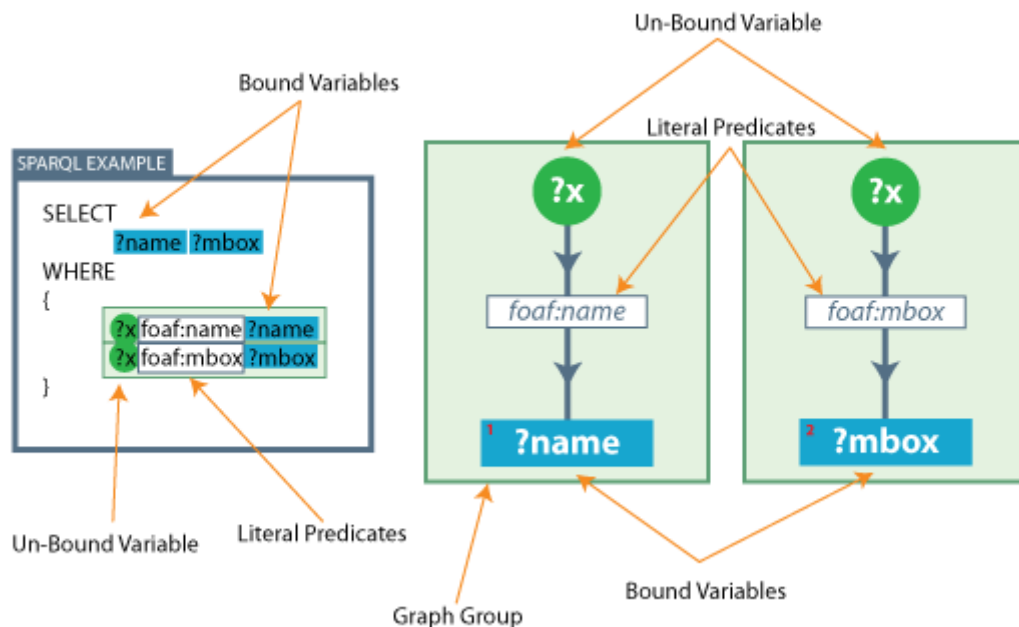 Un-Bound Variable
Bound Variables
Literal Predicates
SPARQL EXAMPLE
SELECT
?name ?mbox
WHERE
{
?x foaf:name ?name
?x foaf:mbox ?mbox
}
Un-Bound Variable
Literal Predicates
?x
foaf:name
1 ?name
?x
foaf:mbox
2 ?mbox
Graph Group
Bound Variables